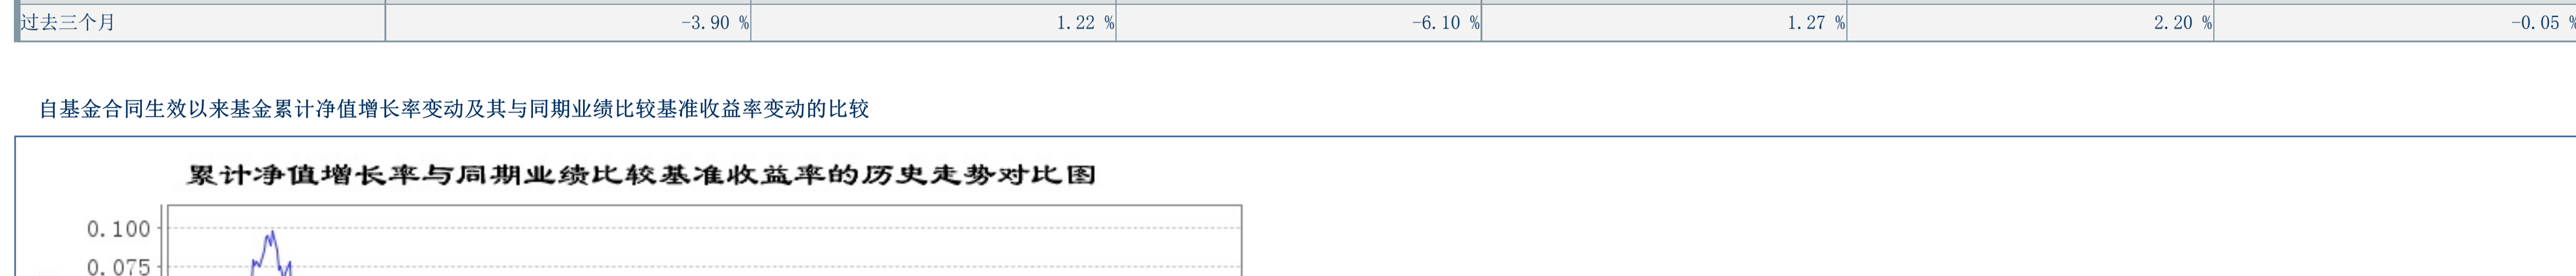 过去三个月 -3.90 % 1.22 % -6.10 % 1.27 % 2.20 % -0.05 %
自基金合同生效以来基金累计净值增长率变动及其与同期业绩比较基准收益率变动的比较
累计净值增长率与同期业绩比较基准收益率的历史走势对比图
0.100
0.075